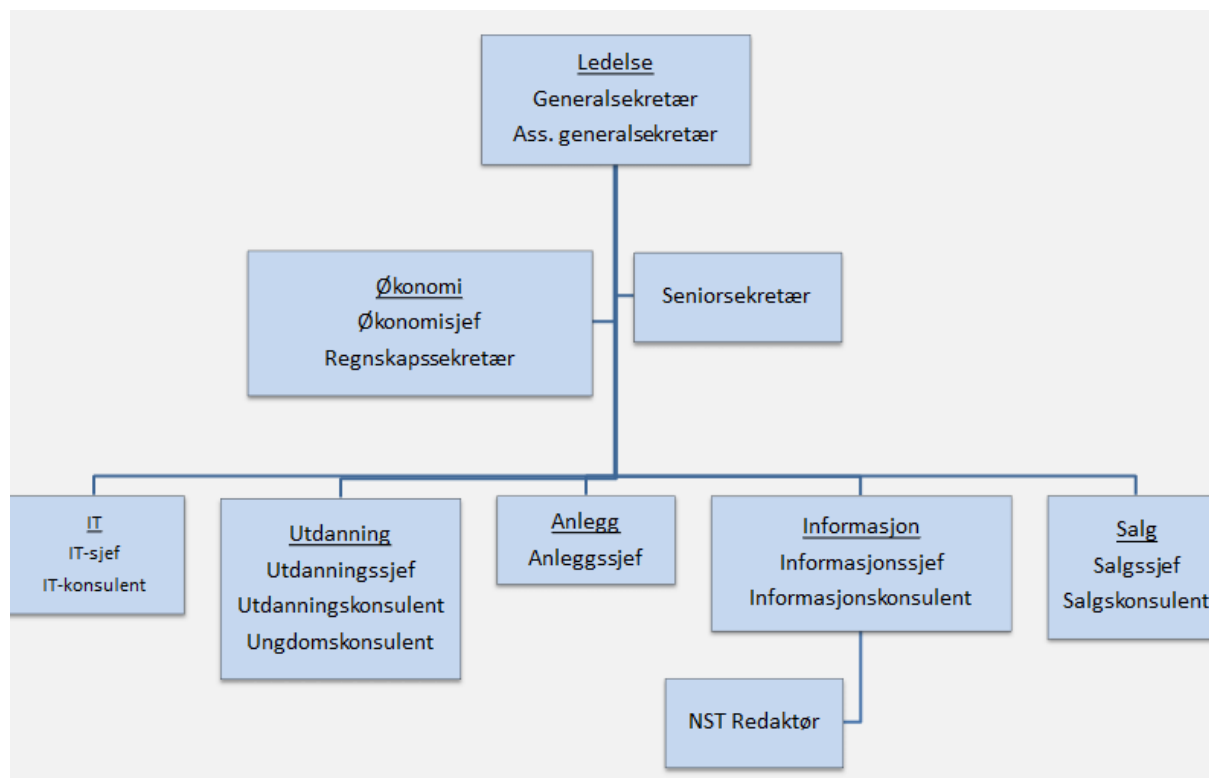 Ledelse
Generalsekretær
Ass. generalsekretær
Økonomi
Økonomisjef
Regnskapssekretær
Seniorsekretær
IT
IT-sjef
IT-konsulent
Utdanning
Utdanningssjef
Utdanningskonsulent
Ungdomskonsulent
Anlegg
Anleggssjef
Informasjon
Informasjonssjef
Informasjonskonsulent
Salg
Salgssjef
Salgskonsulent
NST Redaktør